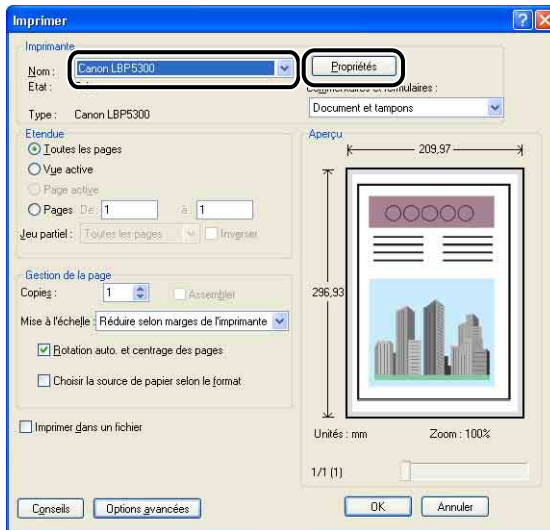 Imprimer
Imprimante
Nom :
Canon LBP5300
Propriétés
Etat :
Type : Canon LBP5300
Document et tampons
Etendue
Toutes les pages
Vue active
Page active
Pages De : 1 à : 1
Jeu partiel : Toutes les pages Inverser
Gestion de la page
Copies : 1 Assembler
Mise à l'échelle : Réduire selon marges de l'imprimante
Rotation auto. et centrage des pages
Choisir la source de papier selon le format
Imprimer dans un fichier
Aperçu
209,97
296,93
Unités : mm Zoom : 100%
1/1 (1)
Conseils
Options avancées
OK
Annuler